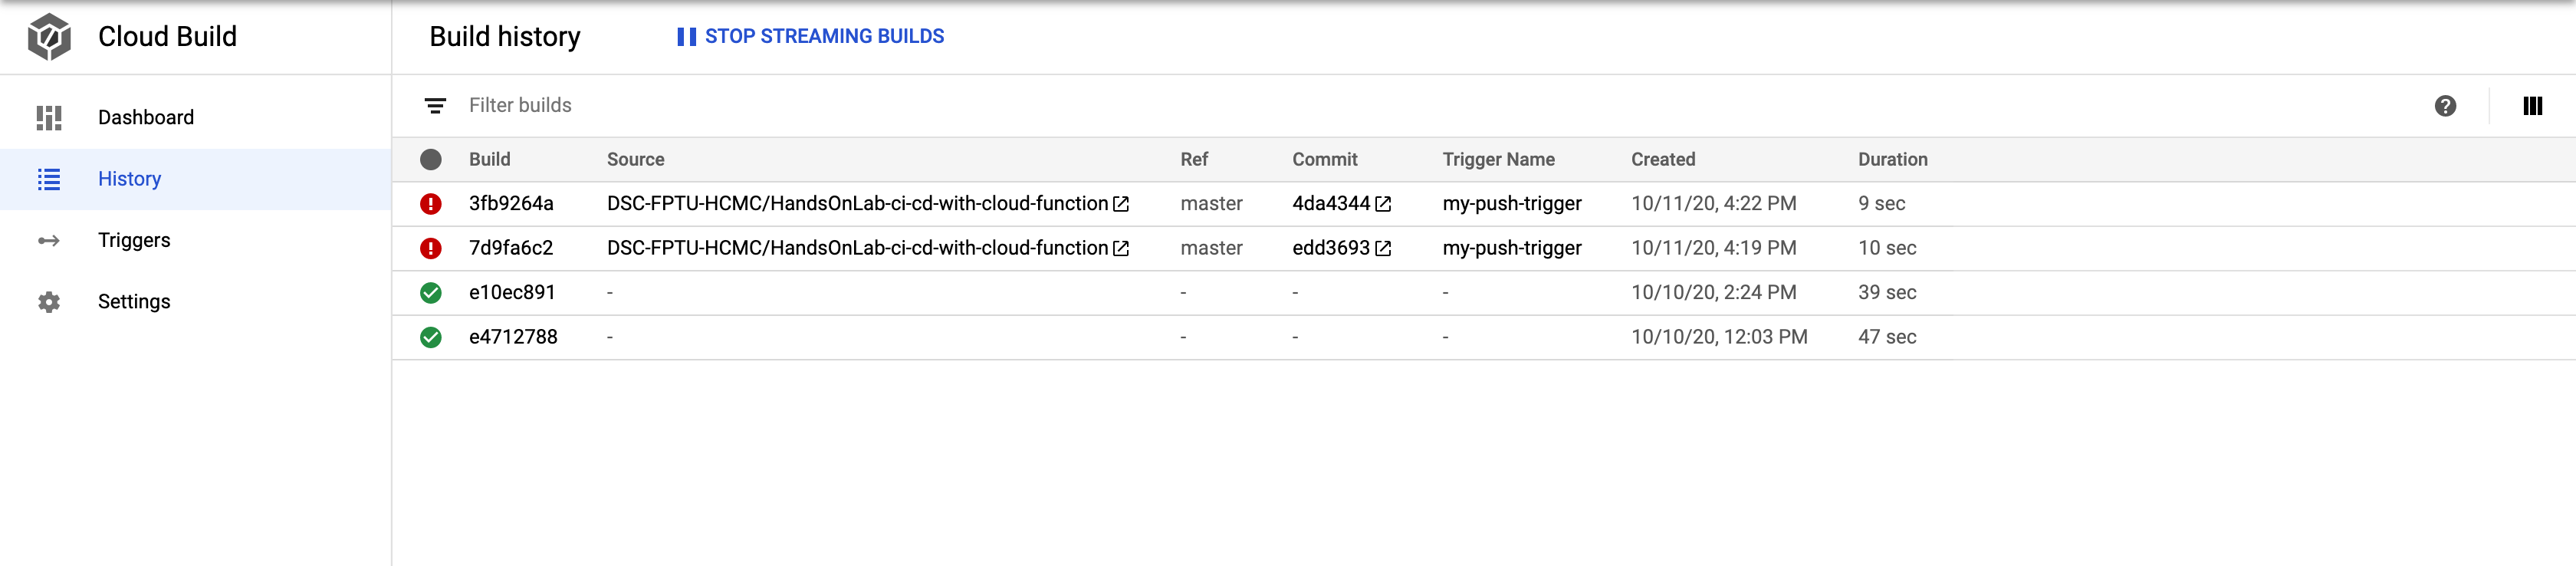 Cloud Build
Build history
STOP STREAMING BUILDS
Dashboard
History
Triggers
Settings
Filter builds
Build Source Ref Commit Trigger Name Created Duration
3fb9264a DSC-FPTU-HCMC/HandsOnLab-ci-cd-with-cloud-function master 4da4344 my-push-trigger 10/11/20, 4:22 PM 9 sec
7d9fa6c2 DSC-FPTU-HCMC/HandsOnLab-ci-cd-with-cloud-function master edd3693 my-push-trigger 10/11/20, 4:19 PM 10 sec
e10ec891 - - - - 10/10/20, 2:24 PM 39 sec
e4712788 - - - - 10/10/20, 12:03 PM 47 sec